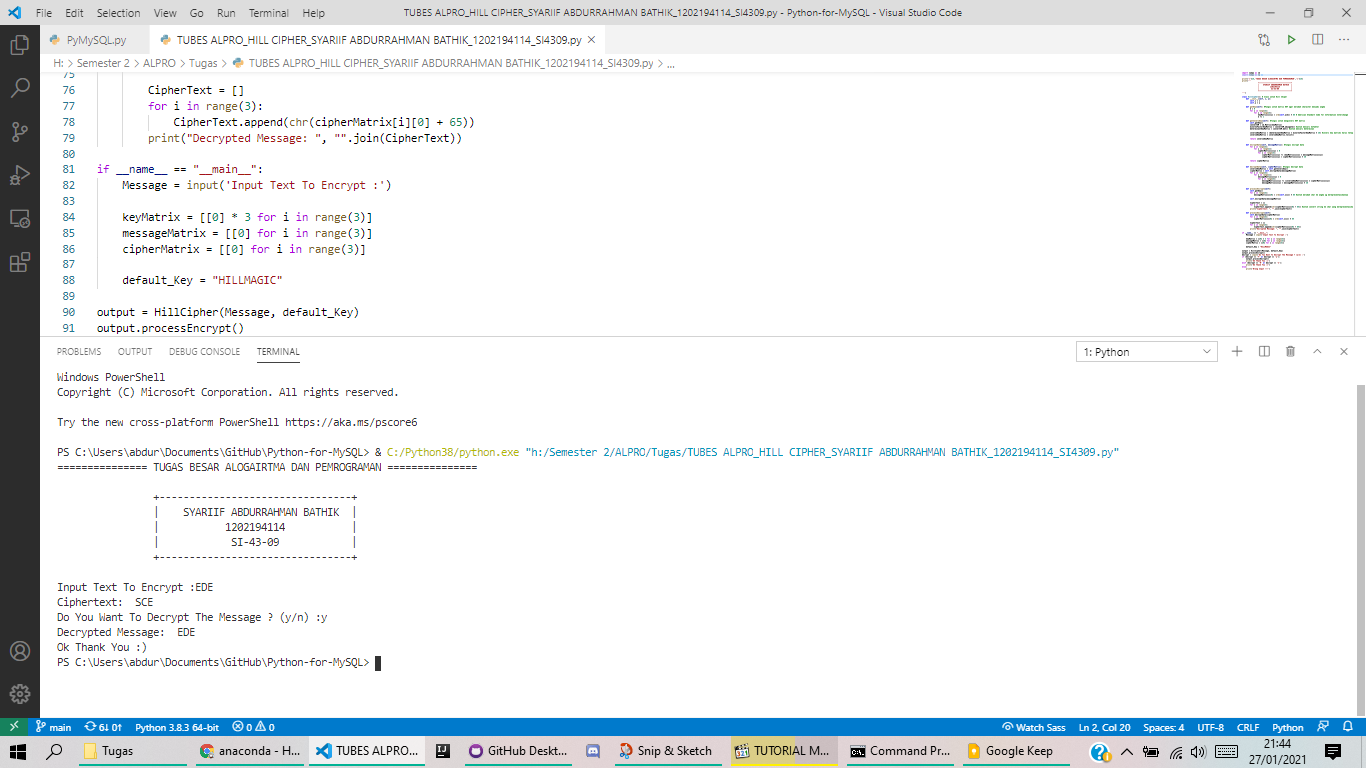 File Edit Selection View Go Run Terminal Help TUBES ALPRO_HILL CIPHER_SYARIIF ABDURRAHMAN BATHIK_1202194114_SI4309.py - Python-for-MySQL - Visual Studio Code
PyMySQL.py TUBES ALPRO_HILL CIPHER_SYARIIF ABDURRAHMAN BATHIK_1202194114_SI4309.py
H: > Semester 2 > ALPRO > Tugas > TUBES ALPRO_HILL CIPHER_SYARIIF ABDURRAHMAN BATHIK_1202194114_SI4309.py > ...
75
76 CipherText = []
77 for i in range(3):
78 CipherText.append(chr(cipherMatrix[i][0] + 65))
79 print("Decrypted Message: ", "".join(CipherText))
80
81 if __name__ == "__main__":
82 Message = input('Input Text To Encrypt :')
83
84 keyMatrix = [[0] * 3 for i in range(3)]
85 messageMatrix = [[0] for i in range(3)]
86 cipherMatrix = [[0] for i in range(3)]
87
88 default_Key = "HILLMAGIC"
89
90 output = HillCipher(Message, default_Key)
91 output.processEncrypt()
PROBLEMS OUTPUT DEBUG CONSOLE TERMINAL 1: Python
Windows PowerShell
Copyright (C) Microsoft Corporation. All rights reserved.
Try the new cross-platform PowerShell https://aka.ms/pscore6
PS C:\Users\abdur\Documents\GitHub\Python-for-MySQL> & C:/Python38/python.exe "h:/Semester 2/ALPRO/Tugas/TUBES ALPRO_HILL CIPHER_SYARIIF ABDURRAHMAN BATHIK_1202194114_SI4309.py"
=============== TUGAS BESAR ALOGAIRTMA DAN PEMROGRAMAN ===============
+--------------------------------+
| SYARIIF ABDURRAHMAN BATHIK |
| 1202194114 |
| SI-43-09 |
+--------------------------------+
Input Text To Encrypt :EDE
Ciphertext:  SCE
Do You Want To Decrypt The Message ? (y/n) :y
Decrypted Message:  EDE
Ok Thank You :)
PS C:\Users\abdur\Documents\GitHub\Python-for-MySQL>
main 6↓ 0↑ Python 3.8.3 64-bit 0 0 Watch Sass Ln 2, Col 20 Spaces: 4 UTF-8 CRLF Python
Tugas anaconda - H... TUBES ALPRO... GitHub Deskt... Snip & Sketch TUTORIAL M... Command Pr... Google Keep 21:44
27/01/2021